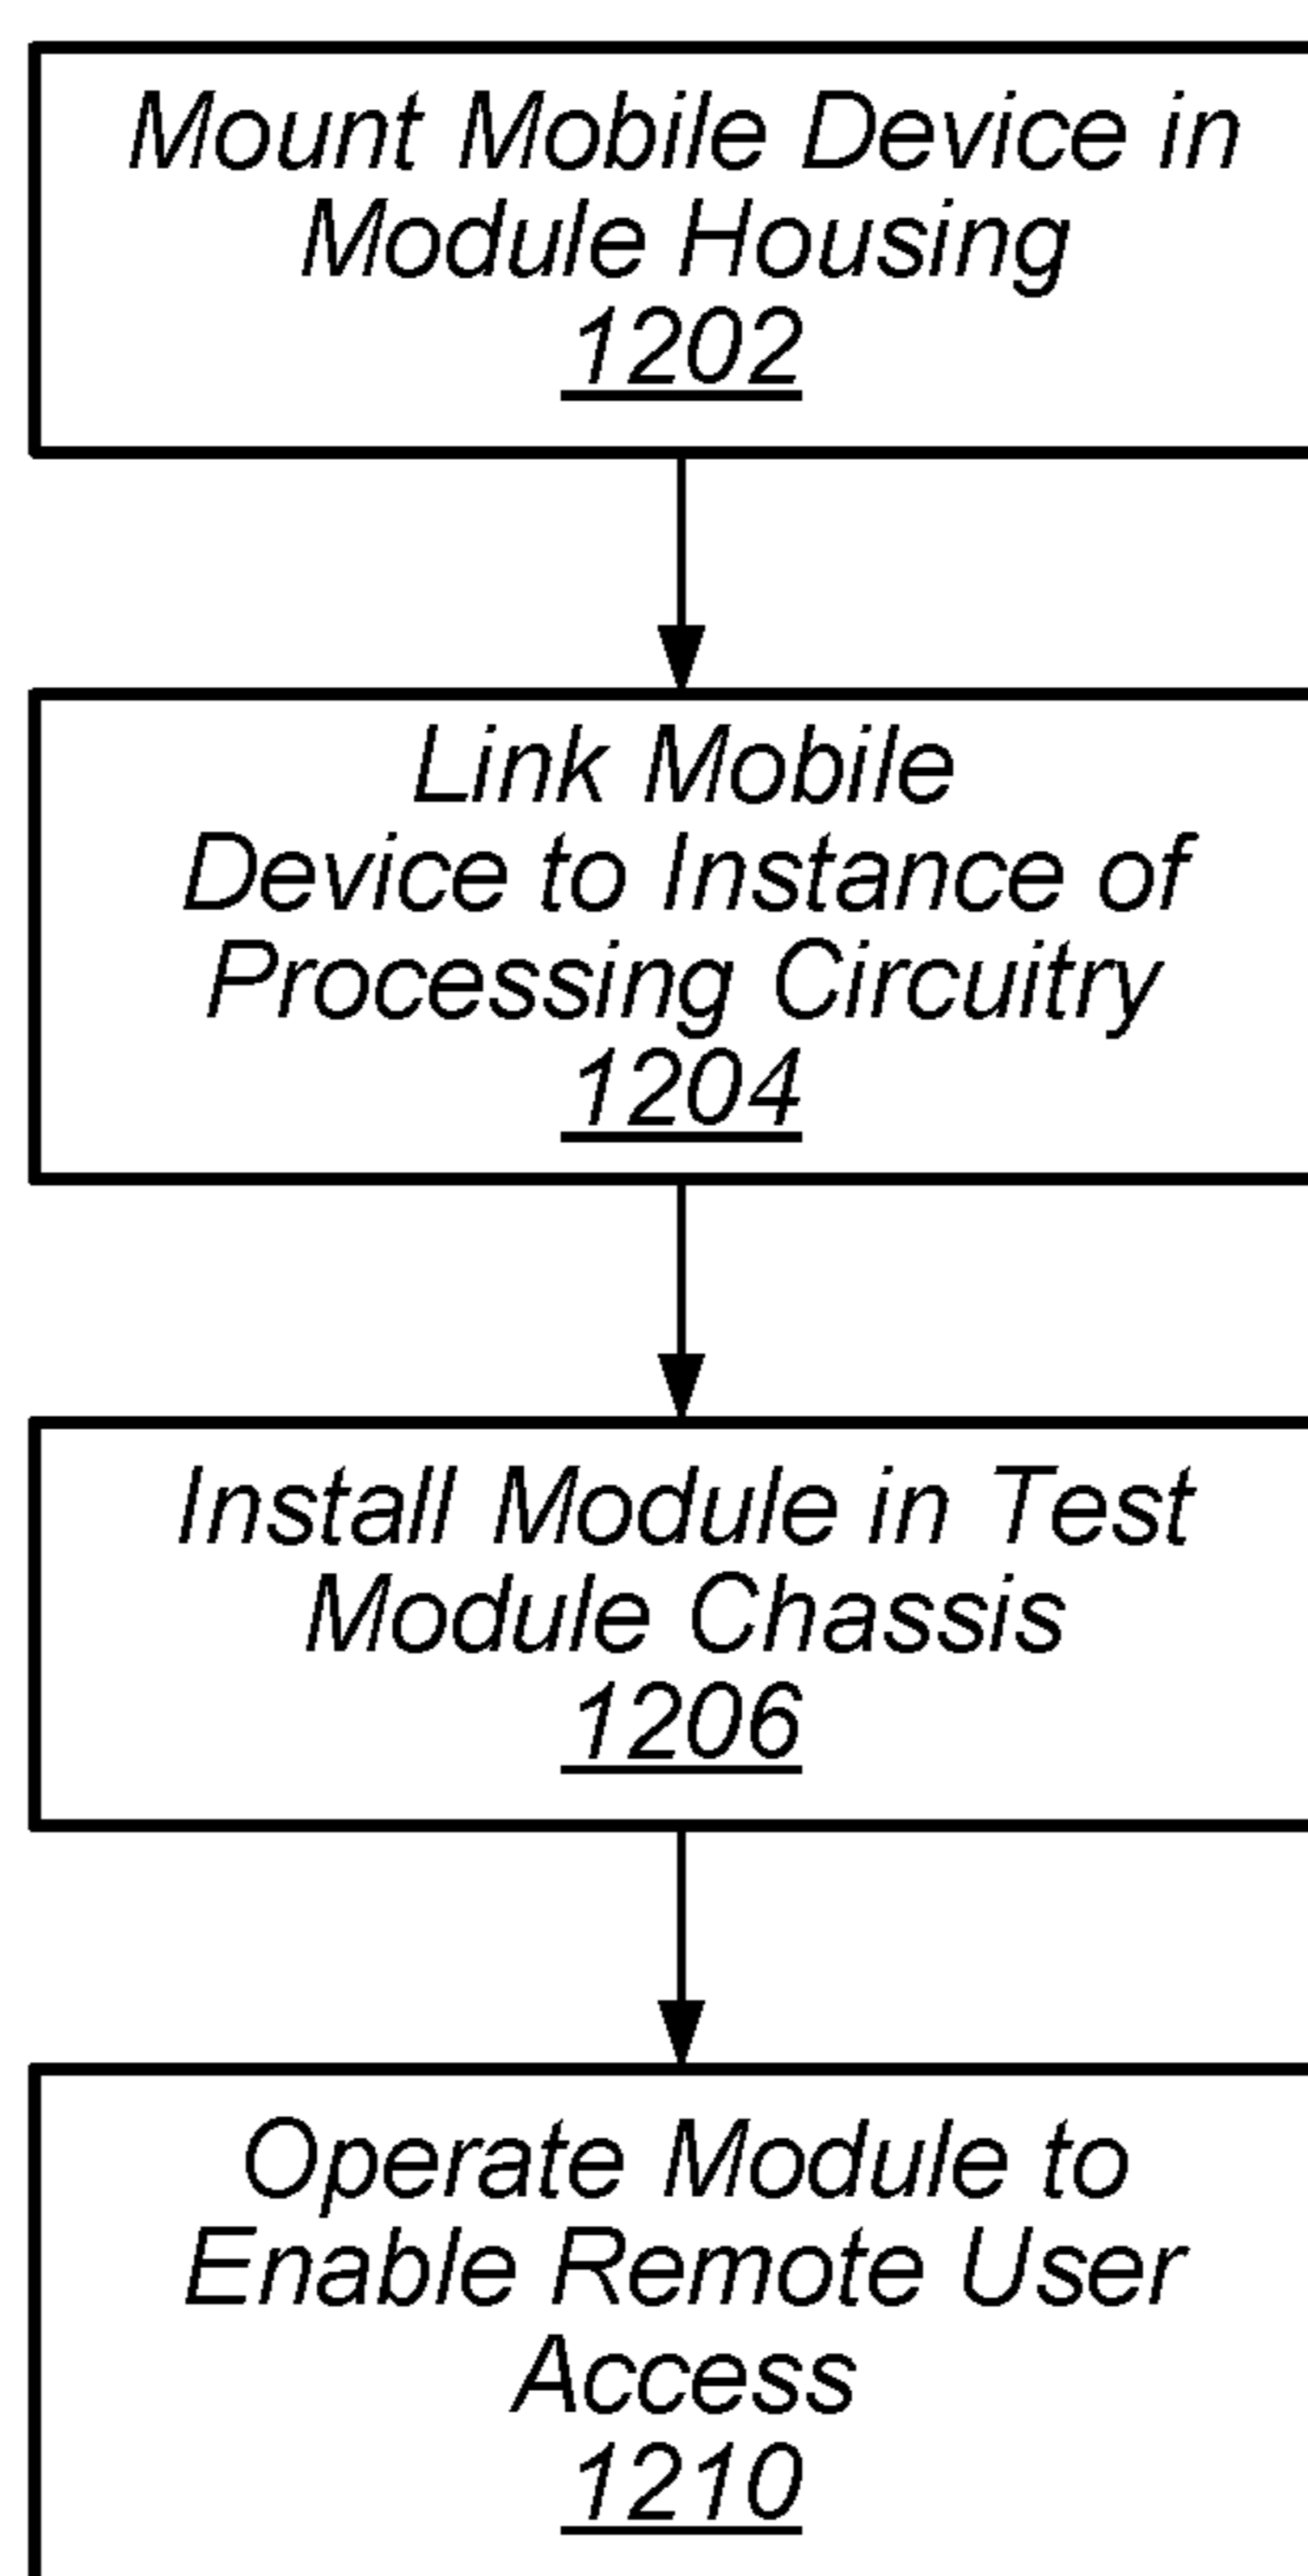 Mount Mobile Device in
Module Housing
1202
Link Mobile
Device to Instance of
Processing Circuitry
1204
Install Module in Test
Module Chassis
1206
Operate Module to
Enable Remote User
Access
1210